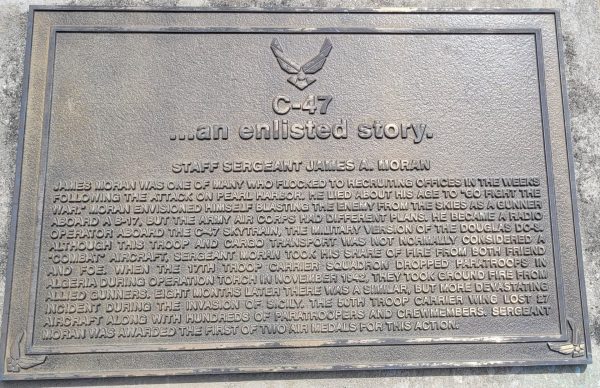 C-47
...an enlisted story.
STAFF SERGEANT JAMES A. MORAN
JAMES MORAN WAS ONE OF MANY WHO FLOCKED TO RECRUITING OFFICES IN THE WEEKS
FOLLOWING THE ATTACK ON PEARL HARBOR. HE LIED ABOUT HIS AGE TO "GO FIGHT THE
WAR." MORAN ENVISIONED HIMSELF BLASTING THE ENEMY FROM THE SKIES AS A GUNNER
ABOARD A B-17, BUT THE ARMY AIR CORPS HAD DIFFERENT PLANS. HE BECAME A RADIO
OPERATOR ABOARD THE C-47 SKYTRAIN, THE MILITARY VERSION OF THE DOUGLAS DC-3.
ALTHOUGH THIS TROOP AND CARGO TRANSPORT WAS NOT NORMALLY CONSIDERED A
"COMBAT" AIRCRAFT, SERGEANT MORAN TOOK HIS SHARE OF FIRE FROM BOTH FRIEND
AND FOE. WHEN THE 17TH TROOP CARRIER SQUADRON DROPPED PARATROOPS IN
ALGERIA DURING OPERATION TORCH IN NOVEMBER 1942, THEY TOOK GROUND FIRE FROM
ALLIED GUNNERS. EIGHT MONTHS LATER THERE WAS A SIMILAR, BUT MORE DEVASTATING
INCIDENT DURING THE INVASION OF SICILY. THE TROOP CARRIER WING LOST 27
AIRCRAFT ALONG WITH HUNDREDS OF PARATROOPERS AND CREWMEMBERS. SERGEANT
MORAN WAS AWARDED THE FIRST OF TWO AIR MEDALS FOR THIS ACTION.